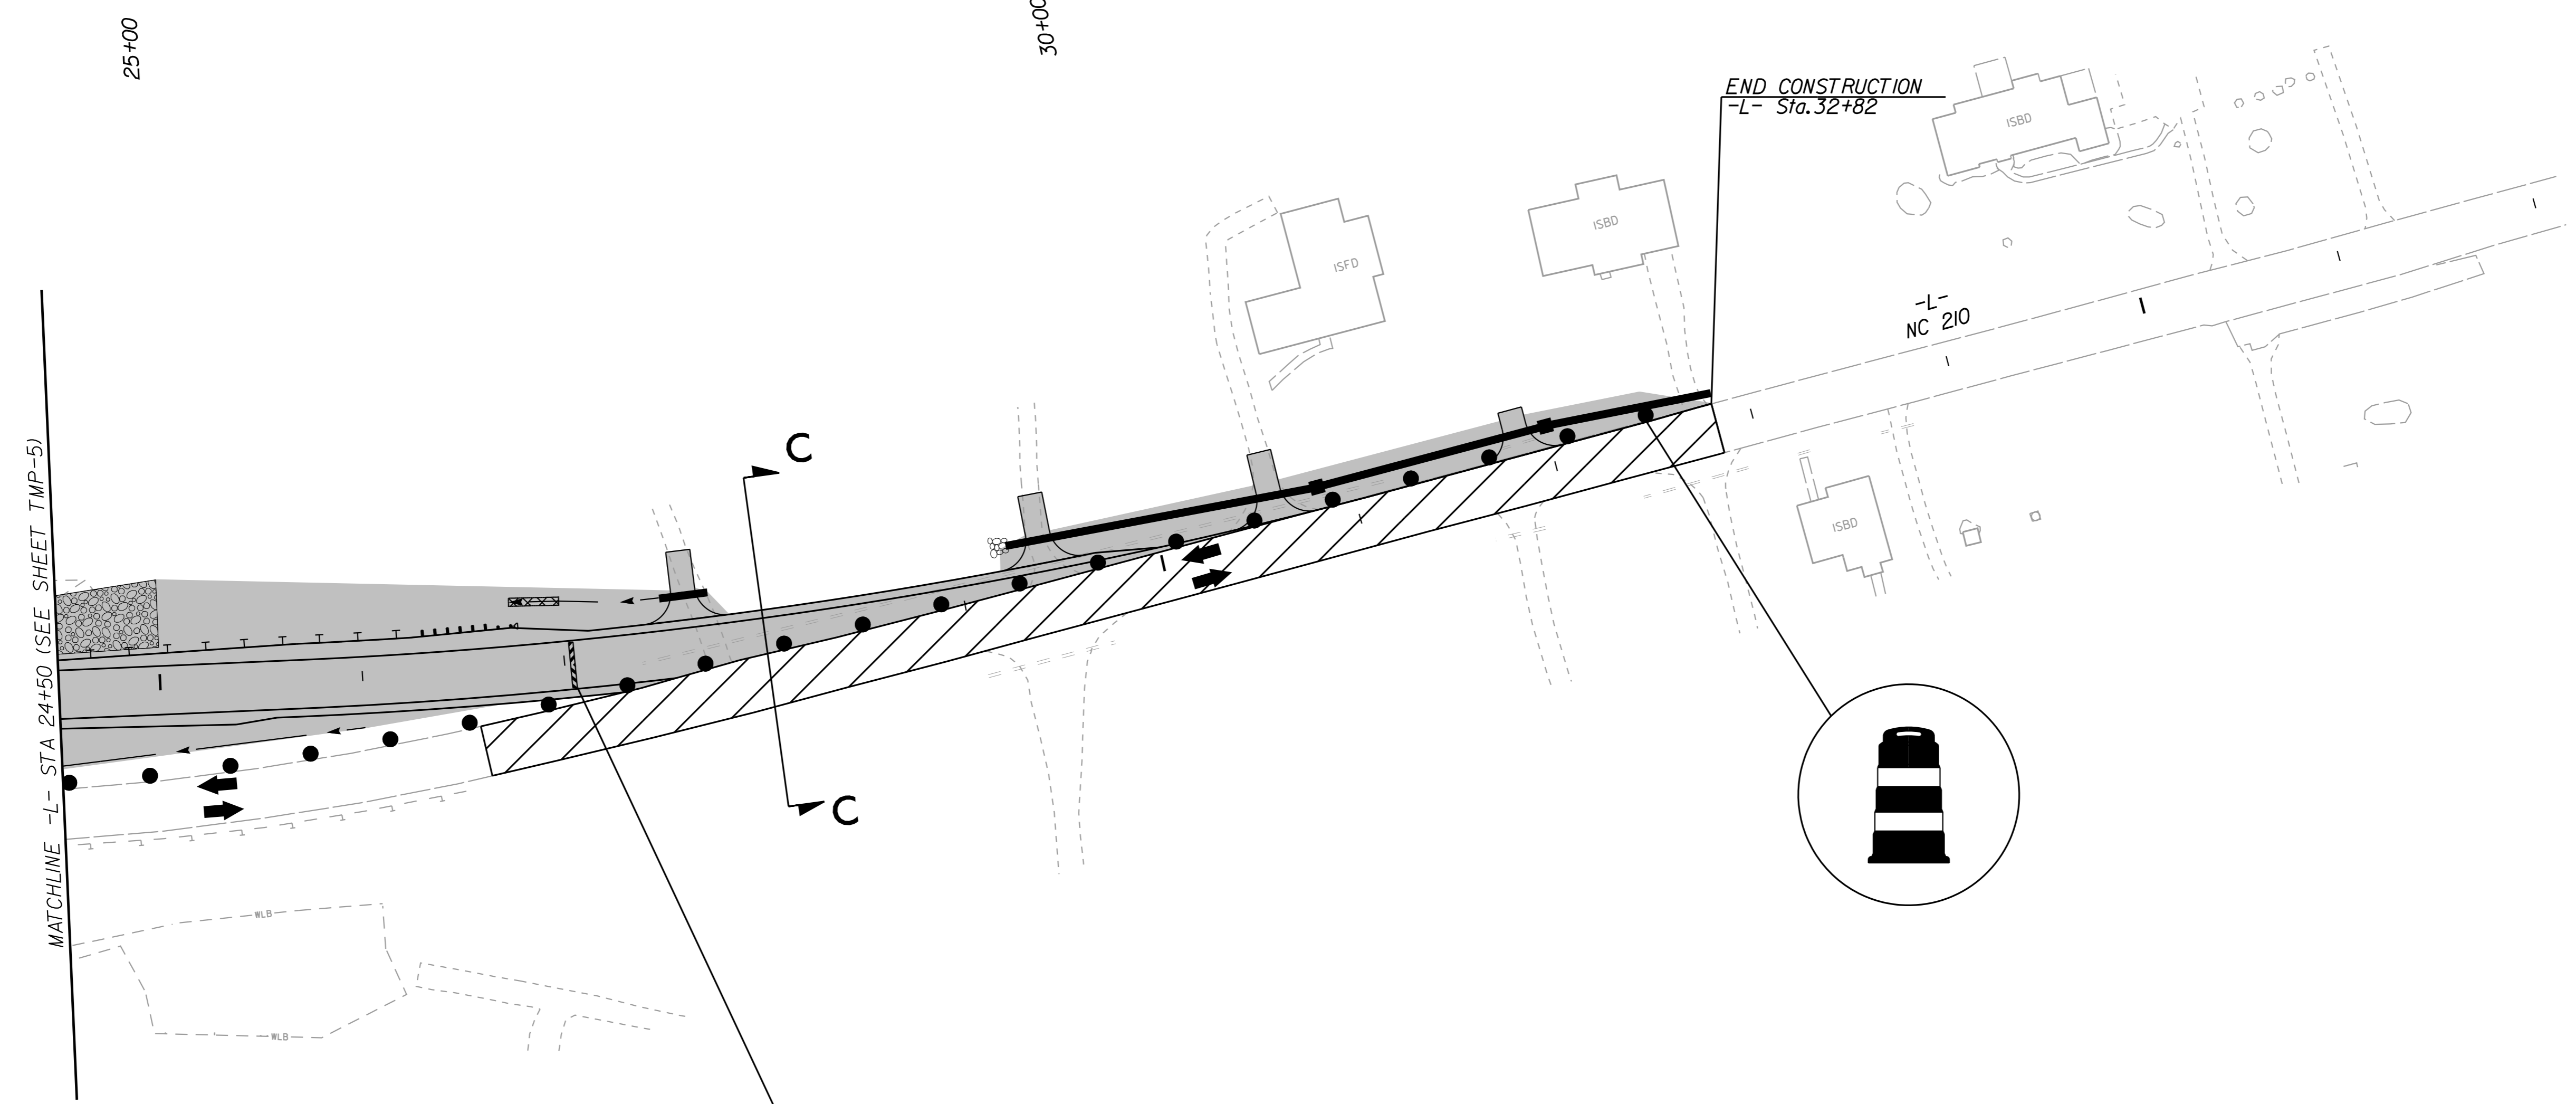 25+00
30+00
END CONSTRUCTION
-L- Sta.32+82
ISBD
ISBD
ISFD
-L-
NC 210
C
ISBD
MATCHLINE -L- STA 24+50 (SEE SHEET TMP-5)
C
WLB
WLB